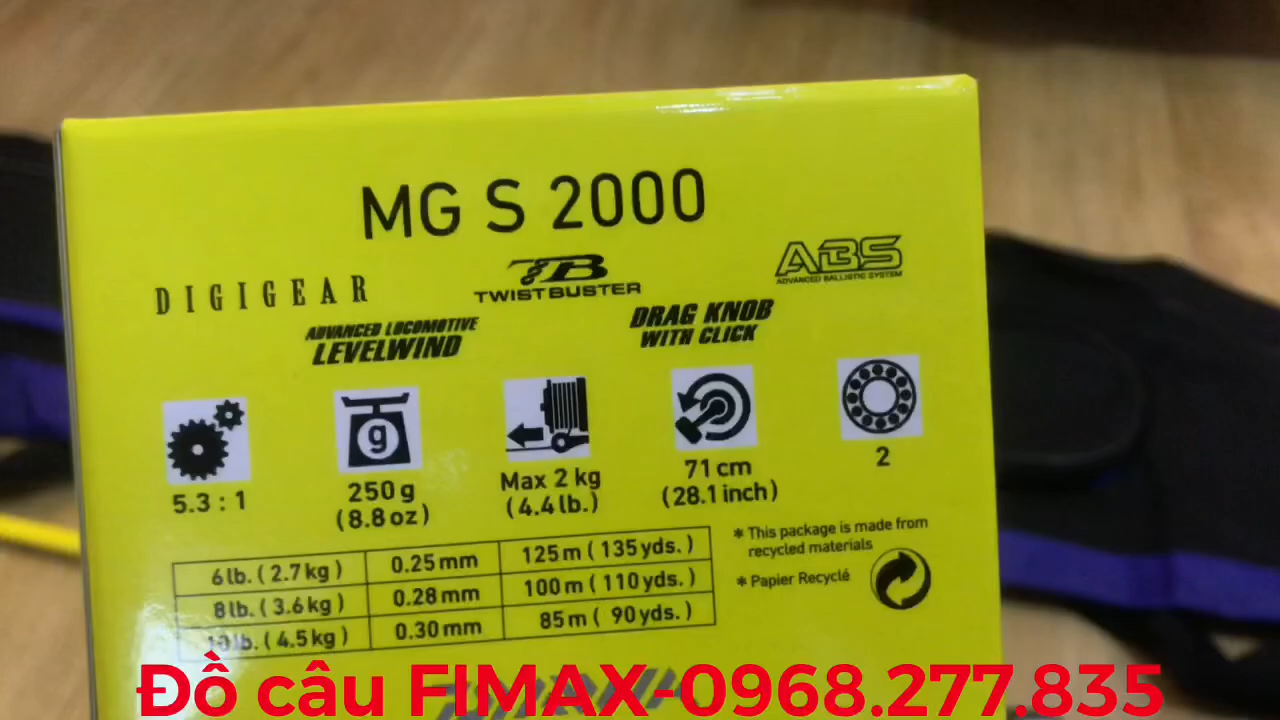 MG S 2000
DIGIGEAR
TB
TWIST BUSTER
ABS
ADVANCED BALLISTIC SYSTEM
ADVANCED LOCOMOTIVE
LEVELWIND
DRAG KNOB
WITH CLICK
g
5.3 : 1
250 g
(8.8 oz)
Max 2 kg
(4.4 lb.)
71 cm
(28.1 inch)
2
6 lb. ( 2.7 kg ) 0.25 mm 125 m ( 135 yds. )
8 lb. ( 3.6 kg ) 0.28 mm 100 m ( 110 yds. )
10 lb. ( 4.5 kg ) 0.30 mm 85 m ( 90 yds. )
* This package is made from
recycled materials
* Papier Recyclé
Đồ câu FIMAX-0968.277.835